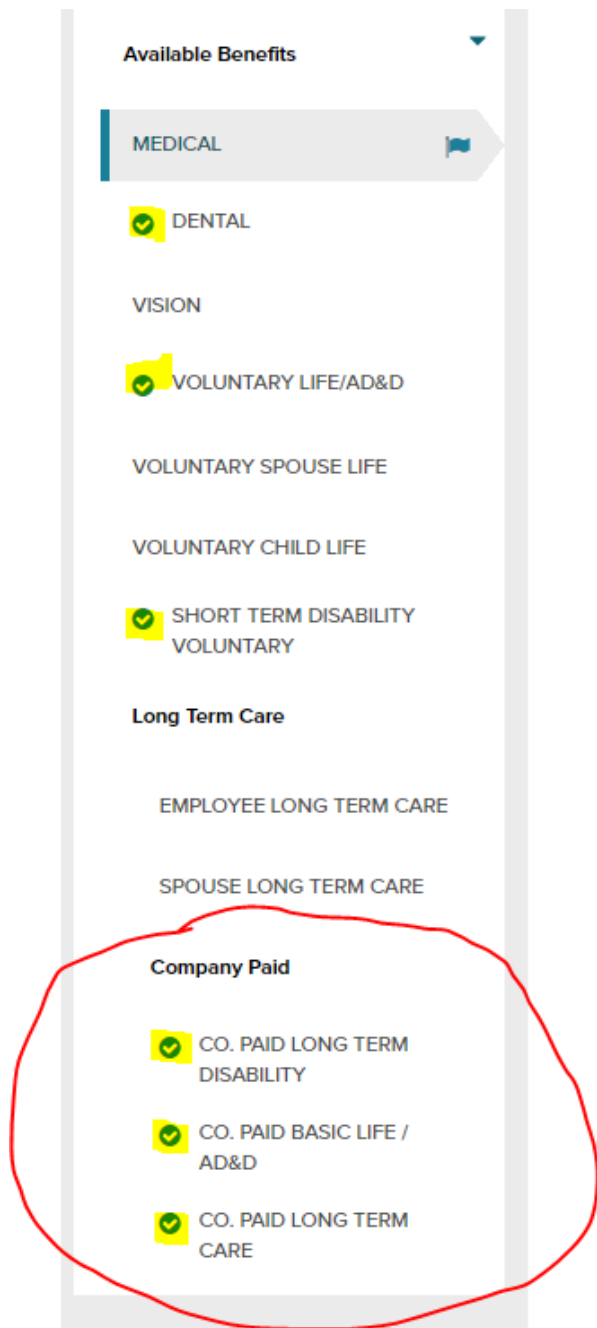 Available Benefits
MEDICAL
DENTAL
VISION
VOLUNTARY LIFE/AD&D
VOLUNTARY SPOUSE LIFE
VOLUNTARY CHILD LIFE
SHORT TERM DISABILITY
VOLUNTARY
Long Term Care
EMPLOYEE LONG TERM CARE
SPOUSE LONG TERM CARE
Company Paid
CO. PAID LONG TERM
DISABILITY
CO. PAID BASIC LIFE /
AD&D
CO. PAID LONG TERM
CARE